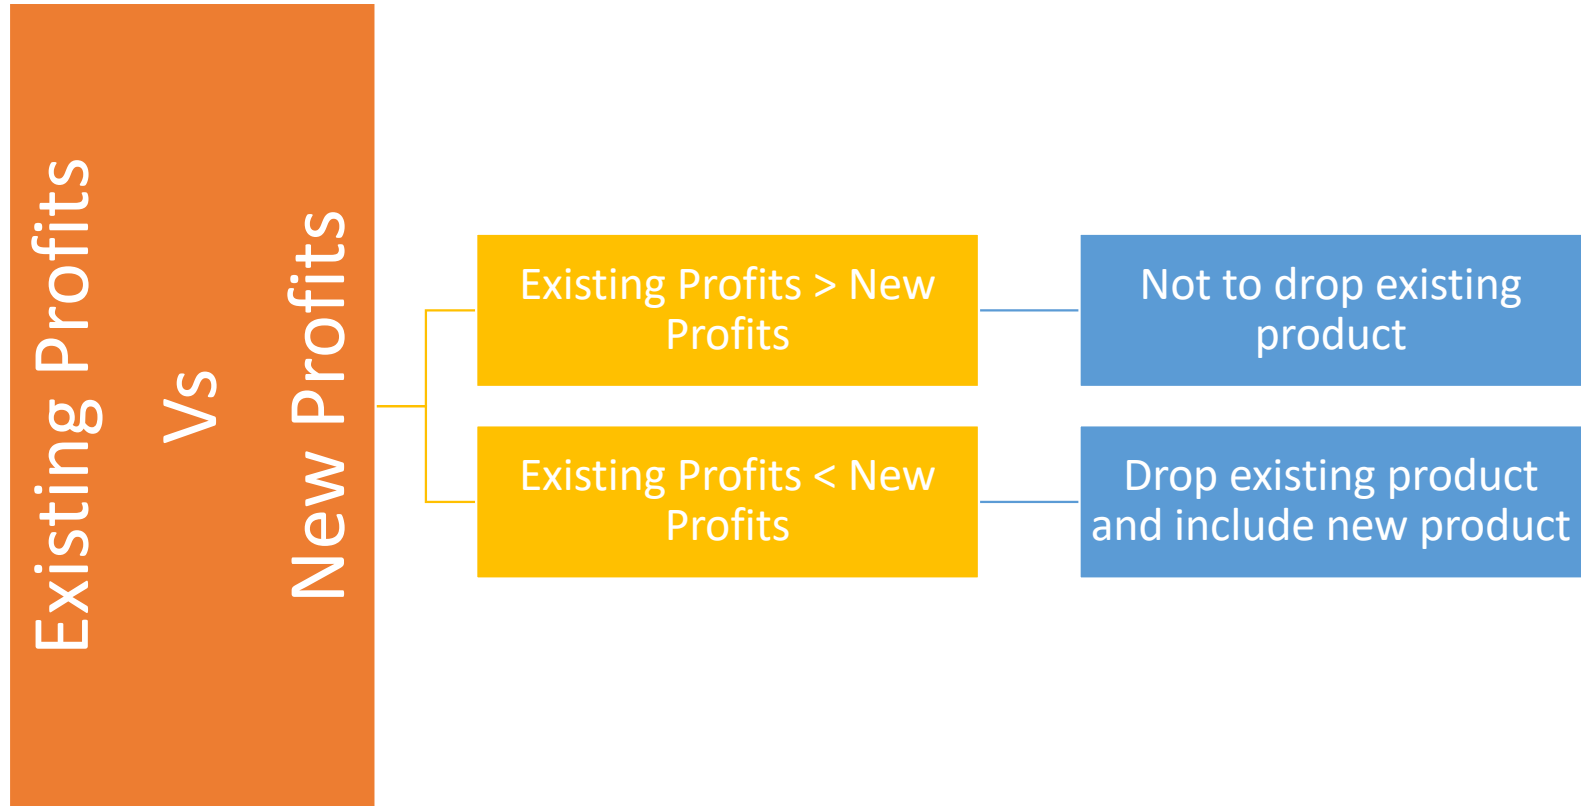 Existing Profits
Vs
New Profits
Existing Profits > New
Profits
Not to drop existing
product
Existing Profits < New
Profits
Drop existing product
and include new product